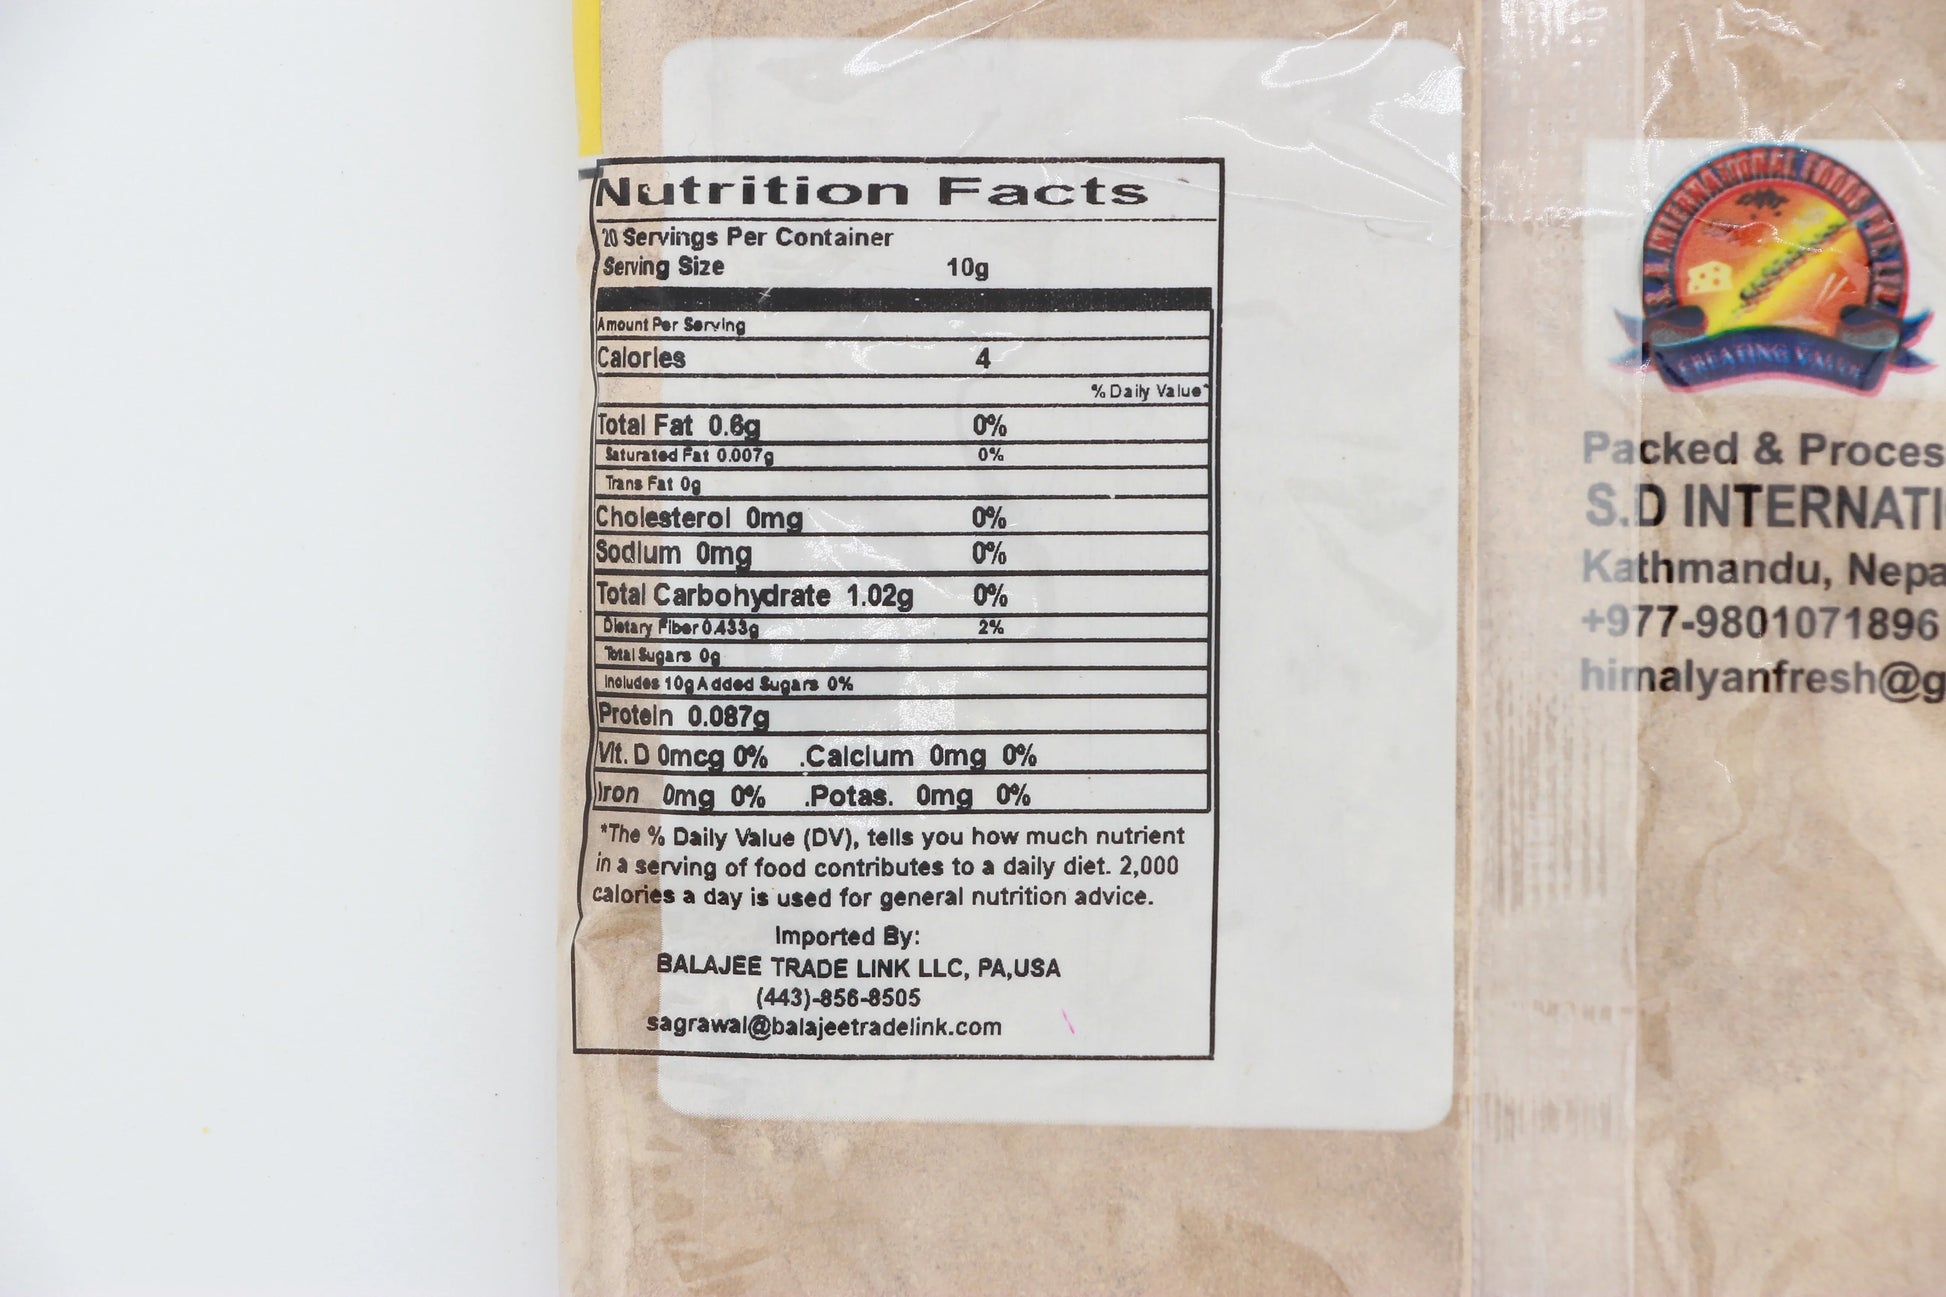 Nutrition Facts
20 Servings Per Container
Serving Size 10g
Amount Per Serving
Calories 4
% Daily Value*
Total Fat 0.6g 0%
Saturated Fat 0.007g 0%
Trans Fat 0g
Cholesterol 0mg 0%
Sodium 0mg 0%
Total Carbohydrate 1.02g 0%
Dietary Fiber 0.433g 2%
Total Sugars 0g
Includes 10g Added Sugars 0%
Protein 0.087g
Vit. D 0mcg 0% .Calcium 0mg 0%
Iron 0mg 0% .Potas. 0mg 0%
*The % Daily Value (DV), tells you how much nutrient
in a serving of food contributes to a daily diet. 2,000
calories a day is used for general nutrition advice.
Imported By:
BALAJEE TRADE LINK LLC, PA,USA
(443)-856-8505
sagrawal@balajeetradelink.com
INTERNATIONAL FOODS
CREATING VALUE
Packed & Proces
S.D INTERNATI
Kathmandu, Nepa
+977-9801071896
himalyanfresh@g